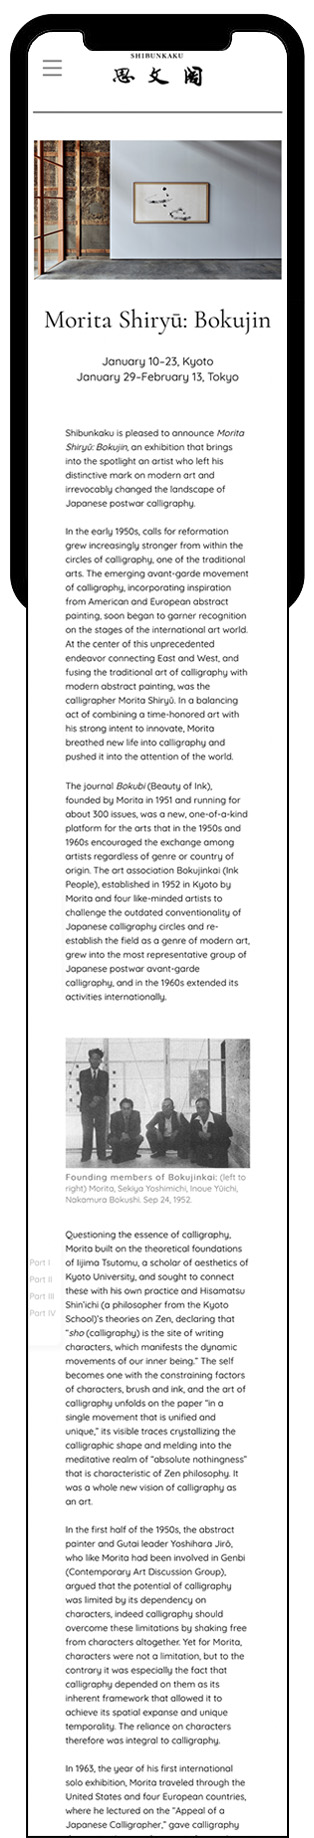 SHIBUNKAKU
思文閣
Morita Shiryū: Bokujin
January 10–23, Kyoto
January 29–February 13, Tokyo
Shibunkaku is pleased to announce Morita
Shiryū: Bokujin, an exhibition that brings
into the spotlight an artist who left his
distinctive mark on modern art and
irrevocably changed the landscape of
Japanese postwar calligraphy.
In the early 1950s, calls for reformation
grew increasingly stronger from within the
circles of calligraphy, one of the traditional
arts. The emerging avant-garde movement
of calligraphy, incorporating inspiration
from American and European abstract
painting, soon began to garner recognition
on the stages of the international art world.
At the center of this unprecedented
endeavor connecting East and West, and
fusing the traditional art of calligraphy with
modern abstract painting, was the
calligrapher Morita Shiryū. In a balancing
act of combining a time-honored art with
his strong intent to innovate, Morita
breathed new life into calligraphy and
pushed it into the attention of the world.
The journal Bokubi (Beauty of Ink),
founded by Morita in 1951 and running for
about 300 issues, was a new, one-of-a-kind
platform for the arts that in the 1950s and
1960s encouraged the exchange among
artists regardless of genre or country of
origin. The art association Bokujinkai (Ink
People), established in 1952 in Kyoto by
Morita and four like-minded artists to
challenge the outdated conventionality of
Japanese calligraphy circles and re-
establish the field as a genre of modern art,
grew into the most representative group of
Japanese postwar avant-garde
calligraphy, and in the 1960s extended its
activities internationally.
Founding members of Bokujinkai: (left to
right) Morita, Sekiya Yoshimichi, Inoue Yūichi,
Nakamura Bokushi. Sep 24, 1952.
Questioning the essence of calligraphy,
Morita built on the theoretical foundations
of Iijima Tsutomu, a scholar of aesthetics of
Kyoto University, and sought to connect
these with his own practice and Hisamatsu
Shin'ichi (a philosopher from the Kyoto
School)'s theories on Zen, declaring that
"sho (calligraphy) is the site of writing
characters, which manifests the dynamic
movements of our inner being." The self
becomes one with the constraining factors
of characters, brush and ink, and the art of
calligraphy unfolds on the paper "in a
single movement that is unified and
unique," its visible traces crystallizing the
calligraphic shape and melding into the
meditative realm of "absolute nothingness"
that is characteristic of Zen philosophy. It
was a whole new vision of calligraphy as
an art.
Part I
Part II
Part III
Part IV
In the first half of the 1950s, the abstract
painter and Gutai leader Yoshihara Jirō,
who like Morita had been involved in Genbi
(Contemporary Art Discussion Group),
argued that the potential of calligraphy
was limited by its dependency on
characters, indeed calligraphy should
overcome these limitations by shaking free
from characters altogether. Yet for Morita,
characters were not a limitation, but to the
contrary it was especially the fact that
calligraphy depended on them as its
inherent framework that allowed it to
achieve its spatial expanse and unique
temporality. The reliance on characters
therefore was integral to calligraphy.
In 1963, the year of his first international
solo exhibition, Morita traveled through the
United States and four European countries,
where he lectured on the "Appeal of a
Japanese Calligrapher," gave calligraphy